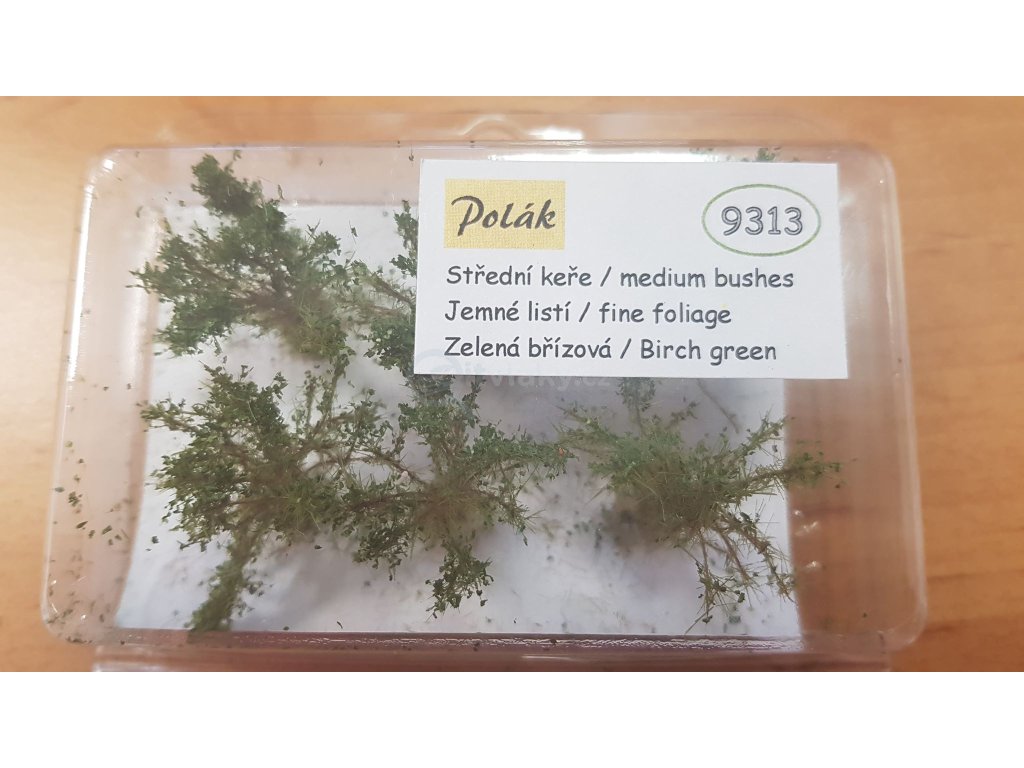 Polák
9313
Střední keře / medium bushes
Jemné listí / fine foliage
Zelená břízová / Birch green